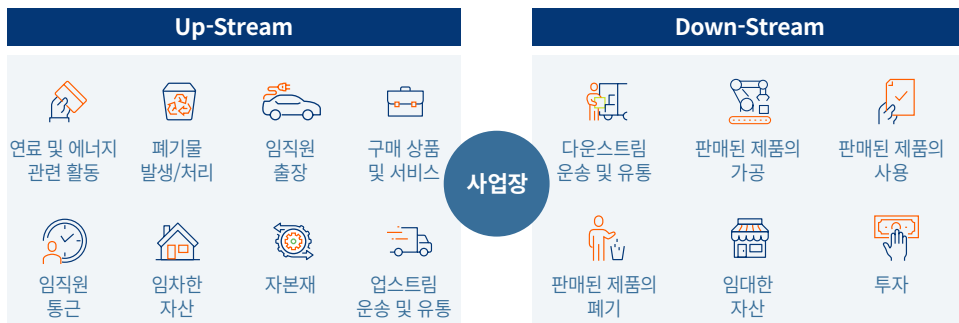 Up-Stream
연료 및 에너지
관련 활동
폐기물
발생/처리
임직원
출장
구매 상품
및 서비스
임직원
통근
임차한
자산
자본재
업스트림
운송 및 유통
사업장
Down-Stream
다운스트림
운송 및 유통
판매된 제품의
가공
판매된 제품의
사용
판매된 제품의
폐기
임대한
자산
투자